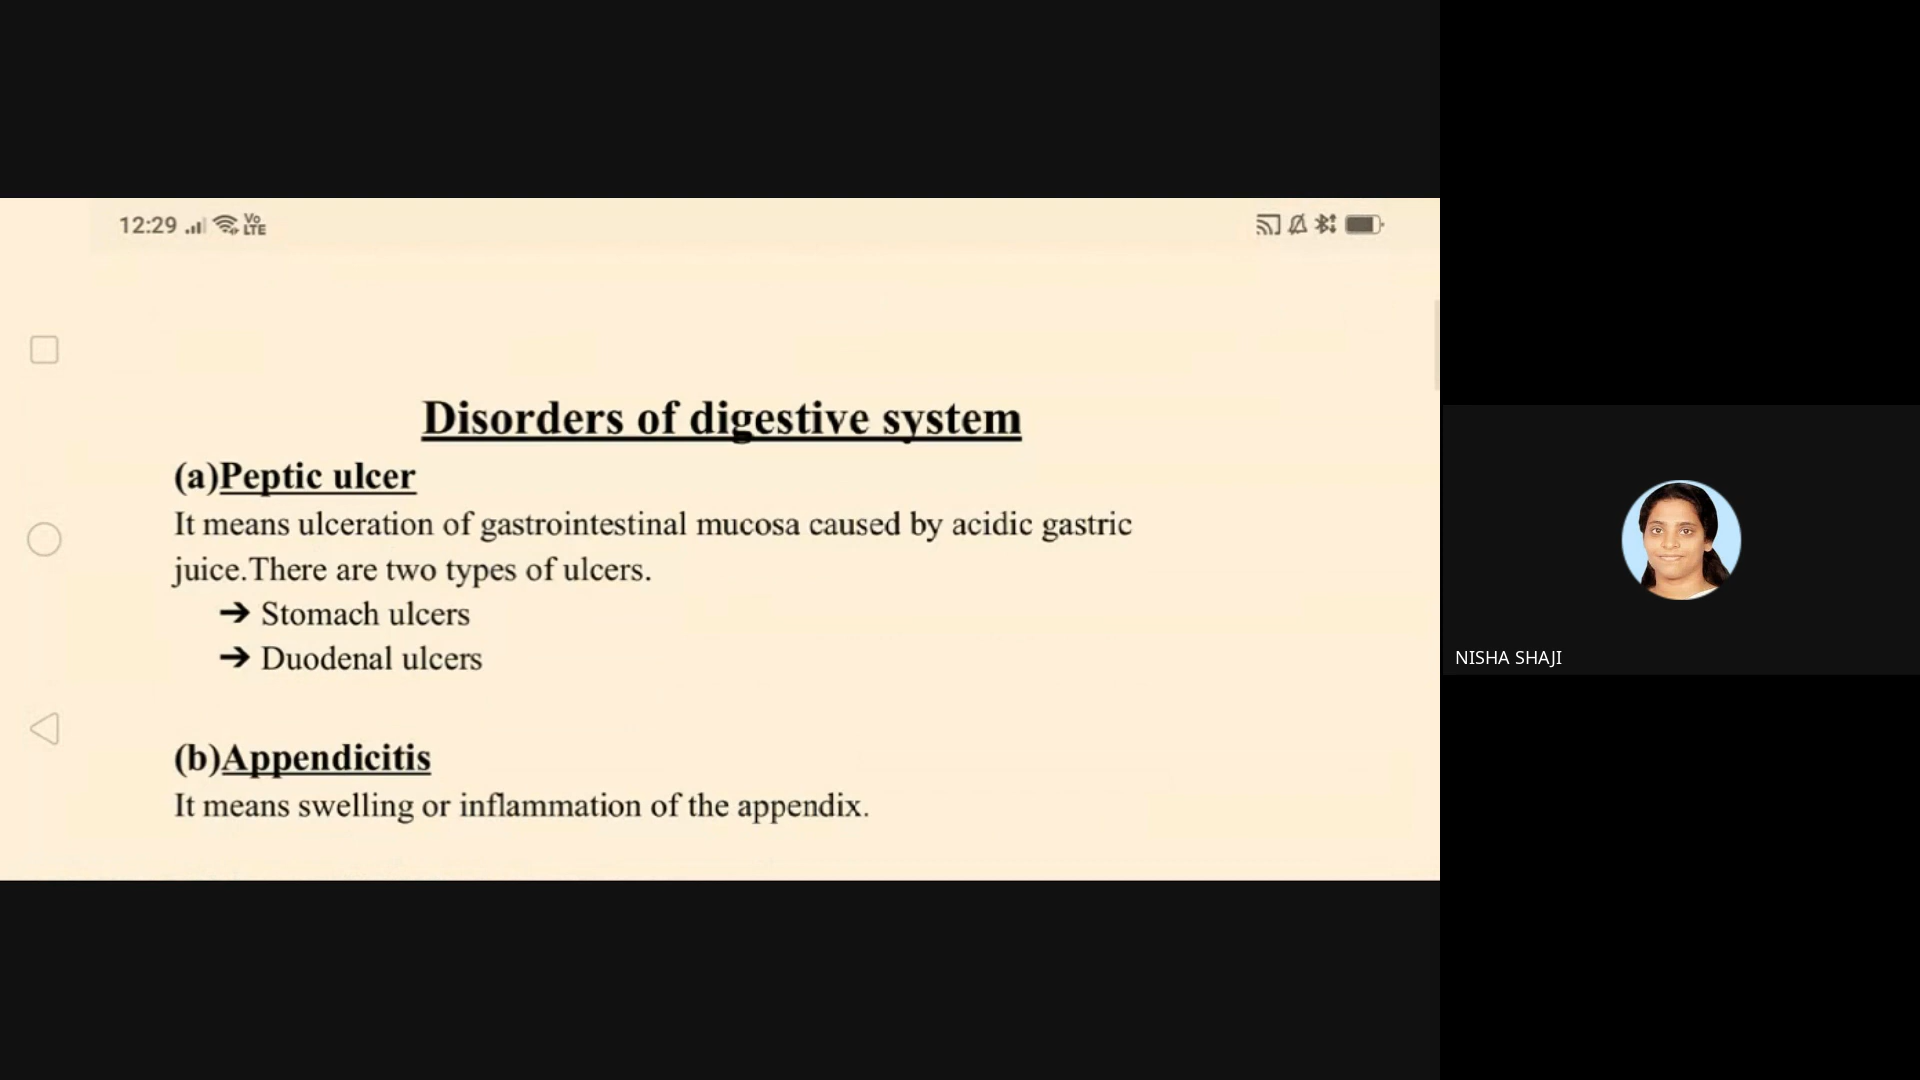 12:29 Vo LTE
Disorders of digestive system
(a)Peptic ulcer
It means ulceration of gastrointestinal mucosa caused by acidic gastric
juice.There are two types of ulcers.
➔ Stomach ulcers
➔ Duodenal ulcers
(b)Appendicitis
It means swelling or inflammation of the appendix.
NISHA SHAJI